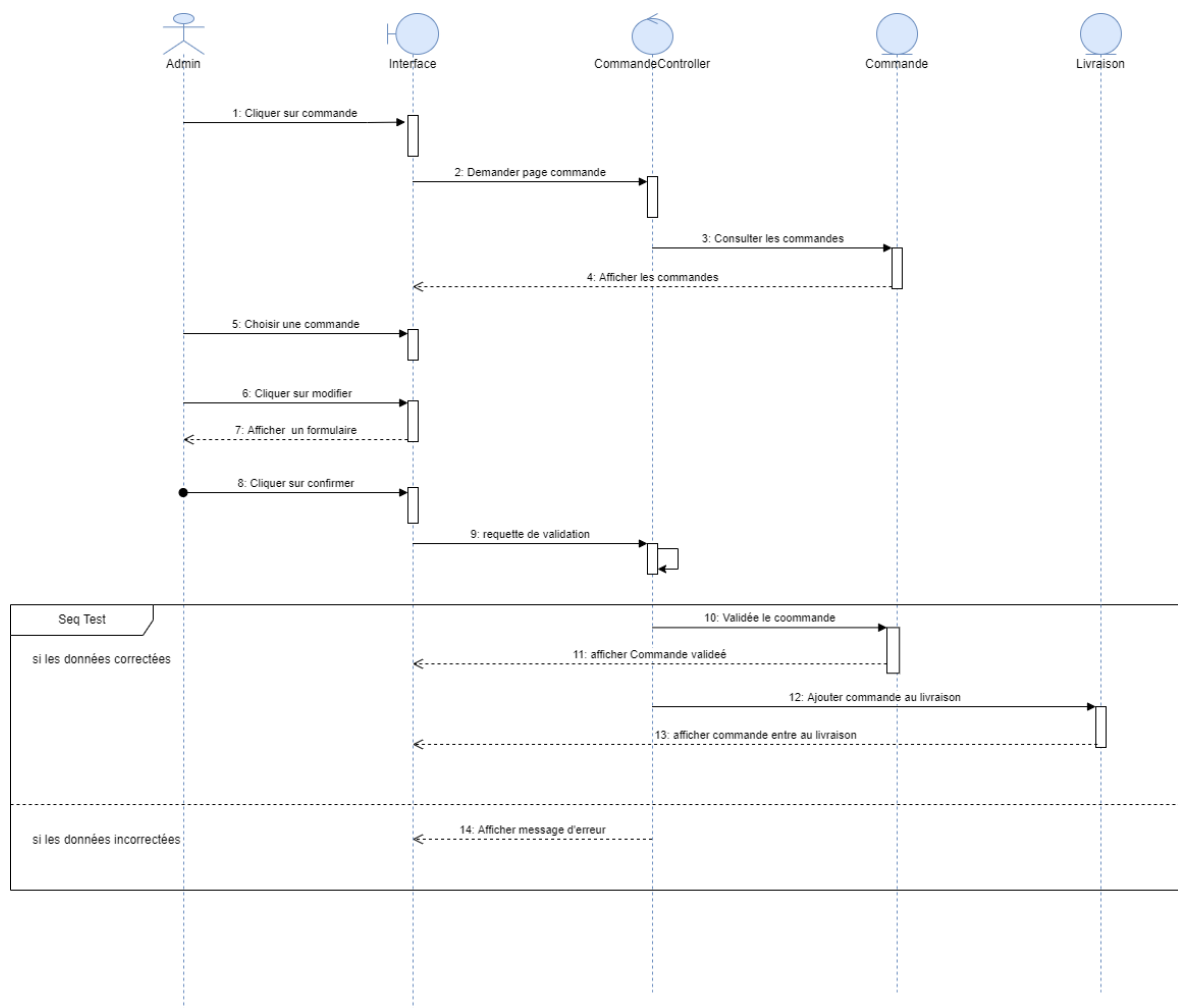 Admin
Interface
CommandeController
Commande
Livraison
1: Cliquer sur commande
2: Demander page commande
3: Consulter les commandes
4: Afficher les commandes
5: Choisir une commande
6: Cliquer sur modifier
7: Afficher un formulaire
8: Cliquer sur confirmer
9: requette de validation
Seq Test
10: Validée le coommande
si les données correctées
11: afficher Commande valideé
12: Ajouter commande au livraison
13: afficher commande entre au livraison
14: Afficher message d'erreur
si les données incorrectées